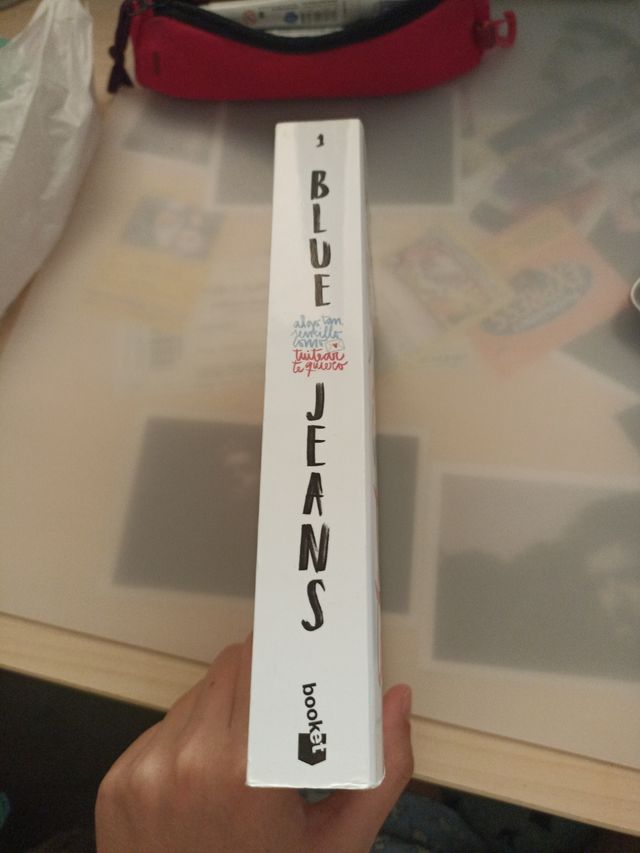 1
BLUE
algo tan
sencillo
como
tuitear
te quiero
JEANS
booket